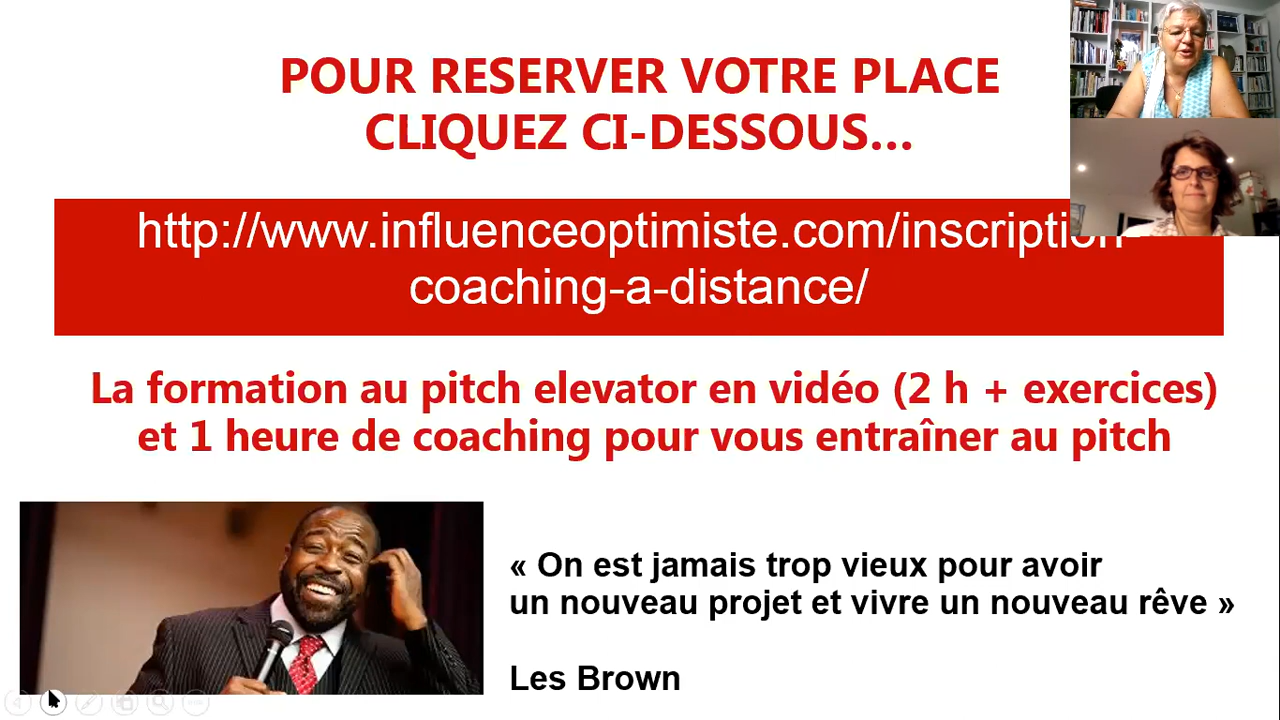 POUR RESERVER VOTRE PLACE
CLIQUEZ CI-DESSOUS...
http://www.influenceoptimiste.com/inscription-
coaching-a-distance/
La formation au pitch elevator en vidéo (2 h + exercices)
et 1 heure de coaching pour vous entraîner au pitch
« On est jamais trop vieux pour avoir
un nouveau projet et vivre un nouveau rêve »
Les Brown